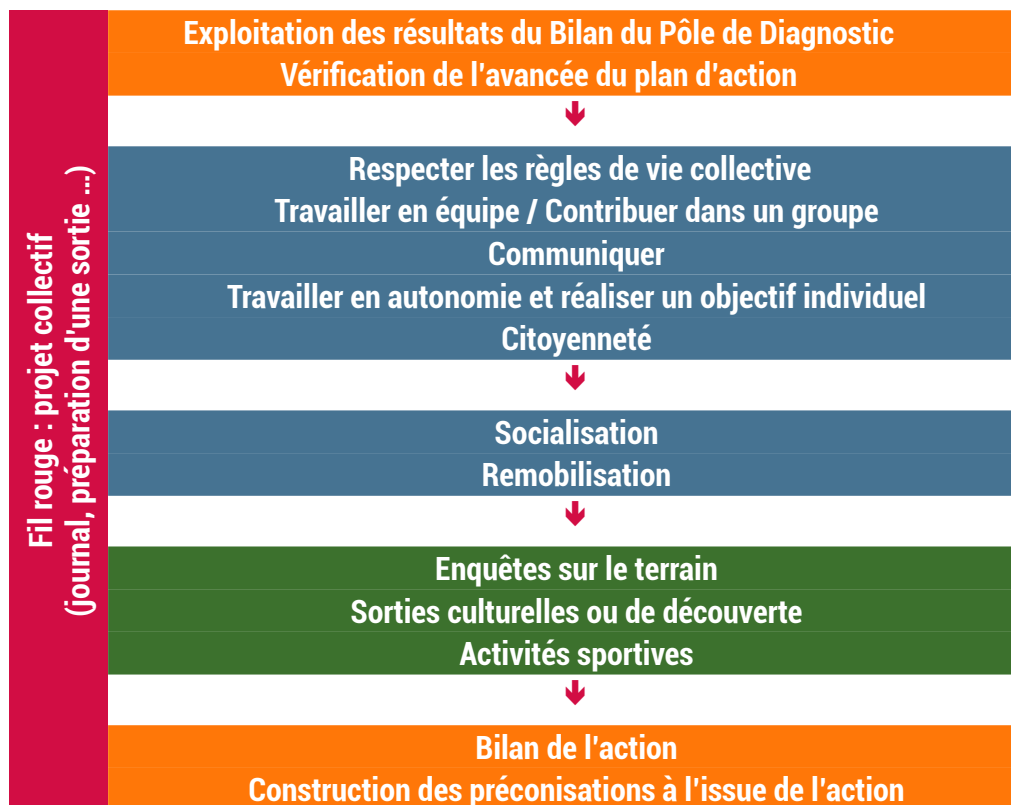 Fil rouge : projet collectif
(journal, préparation d'une sortie ...)
Exploitation des résultats du Bilan du Pôle de Diagnostic
Vérification de l'avancée du plan d'action
Respecter les règles de vie collective
Travailler en équipe / Contribuer dans un groupe
Communiquer
Travailler en autonomie et réaliser un objectif individuel
Citoyenneté
Socialisation
Remobilisation
Enquêtes sur le terrain
Sorties culturelles ou de découverte
Activités sportives
Bilan de l'action
Construction des préconisations à l'issue de l'action